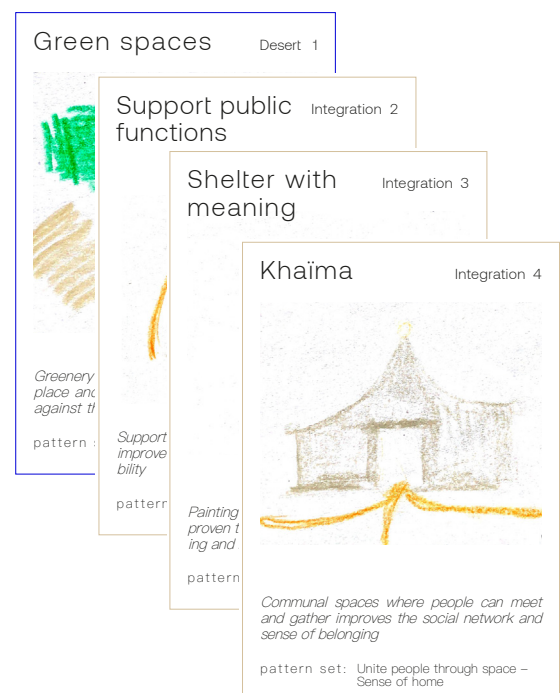 Green spaces
Desert 1
Greenery
place and
against th
pattern
Support public
functions
Integration 2
Support
improve
bility
pattern
Shelter with
meaning
Integration 3
Painting
proven t
ing and
pattern
Khaïma
Integration 4
Communal spaces where people can meet
and gather improves the social network and
sense of belonging
pattern set: Unite people through space –
Sense of home